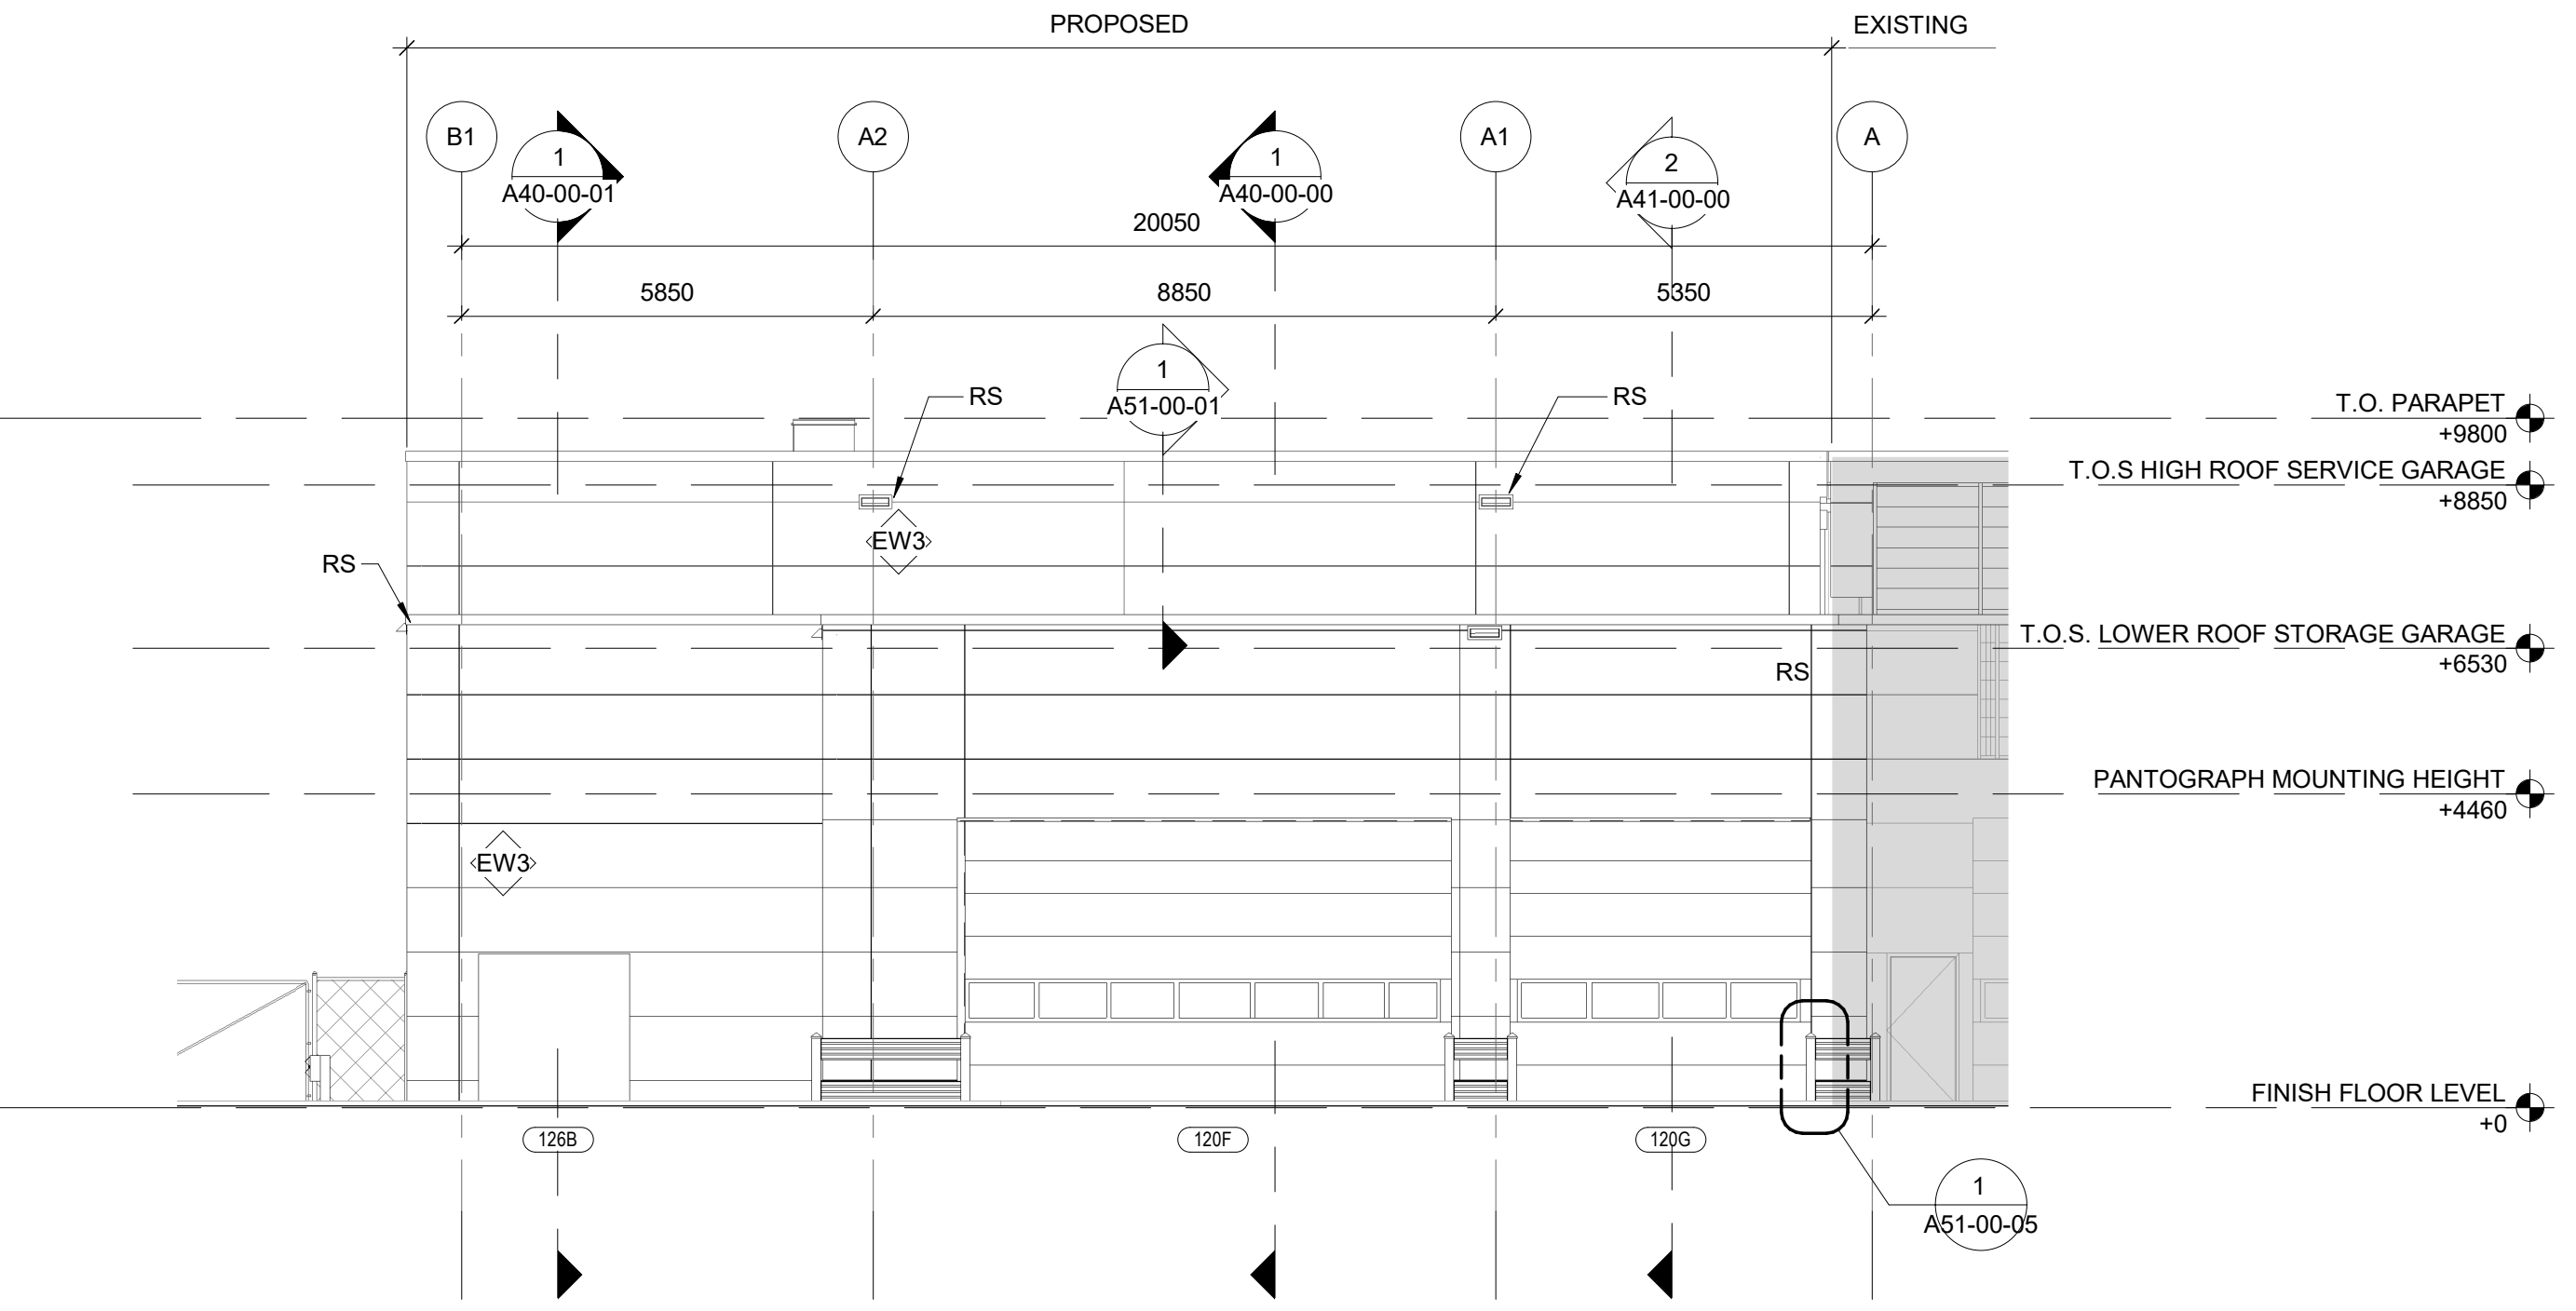 PROPOSED
EXISTING
B1
1
A40-00-01
A2
1
A40-00-00
A1
2
A41-00-00
A
20050
5850
8850
5350
1
A51-00-01
RS
RS
T.O. PARAPET
+9800
T.O.S HIGH ROOF SERVICE GARAGE
+8850
EW3
RS
T.O.S. LOWER ROOF STORAGE GARAGE
+6530
RS
PANTOGRAPH MOUNTING HEIGHT
+4460
EW3
FINISH FLOOR LEVEL
+0
126B
120F
120G
1
A51-00-05